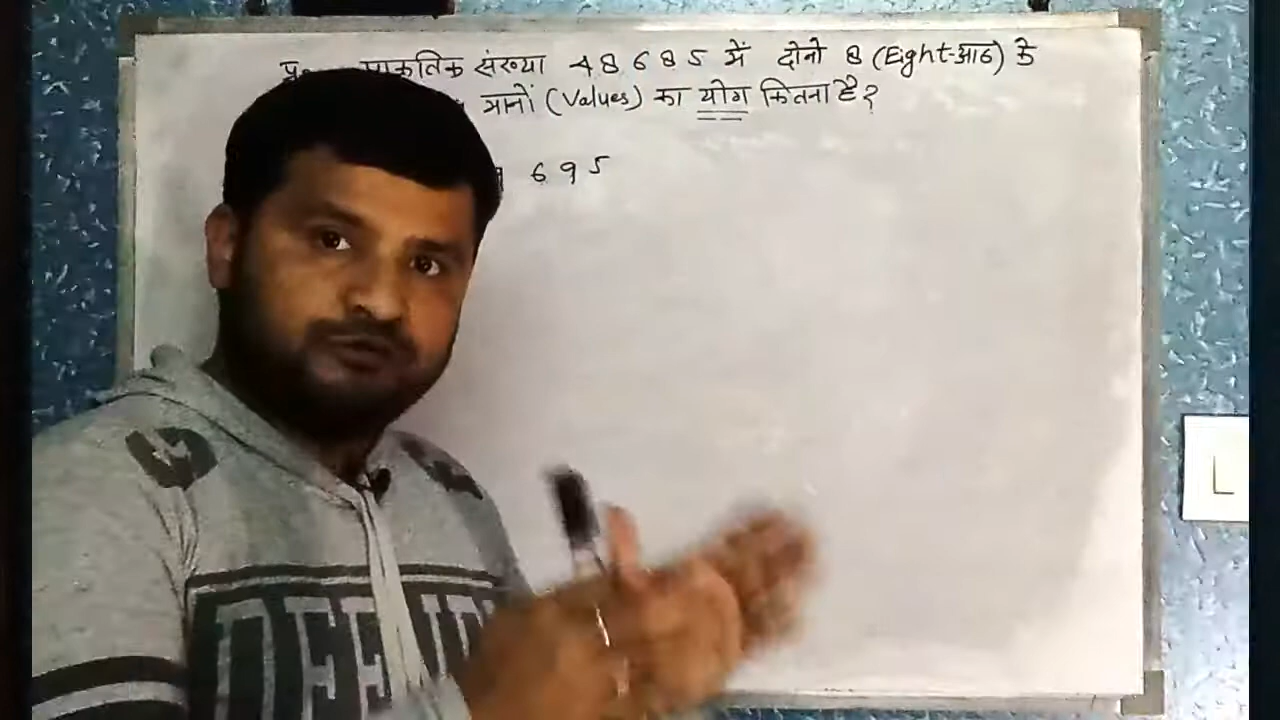 प्राकृतिक संख्या 48685 में दोनो 8 (Eight-आठ) के
मानों (Values) का योग कितना है?
695